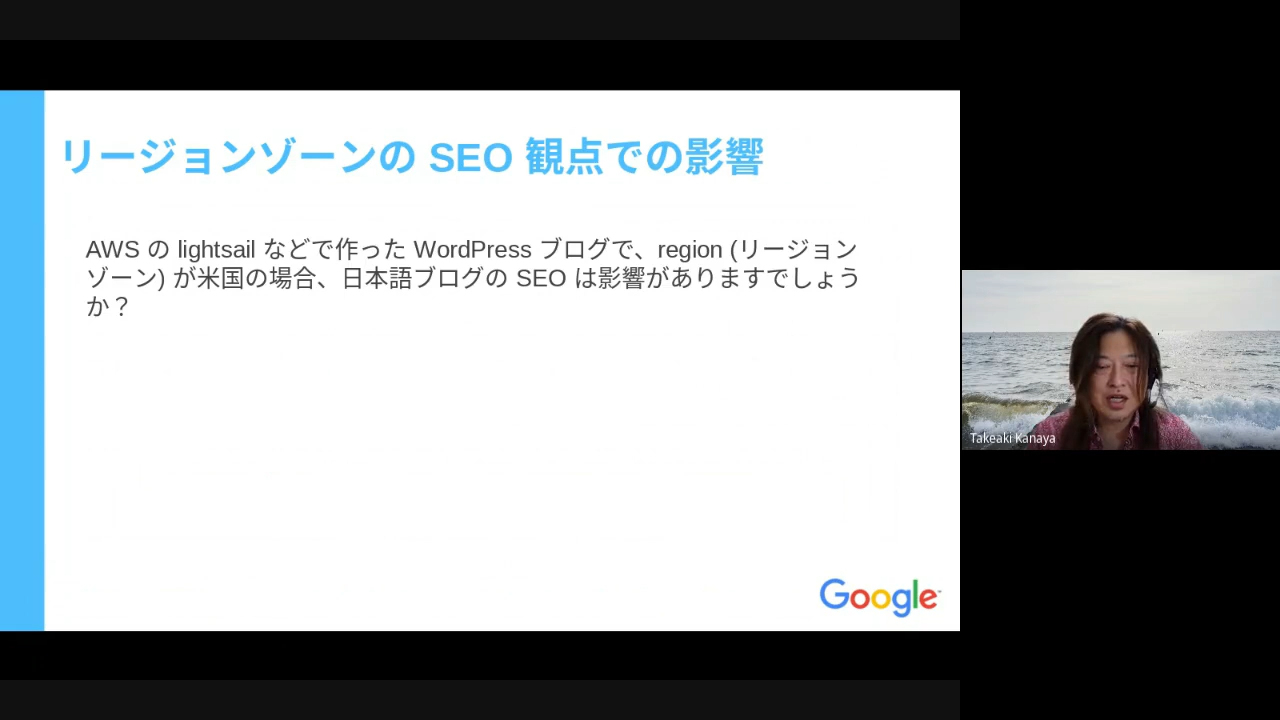 リージョンゾーンの SEO 観点での影響
AWS の lightsail などで作った WordPress ブログで、region (リージョン
ゾーン) が米国の場合、日本語ブログの SEO は影響がありますでしょう
か？
Takeaki Kanaya
Google